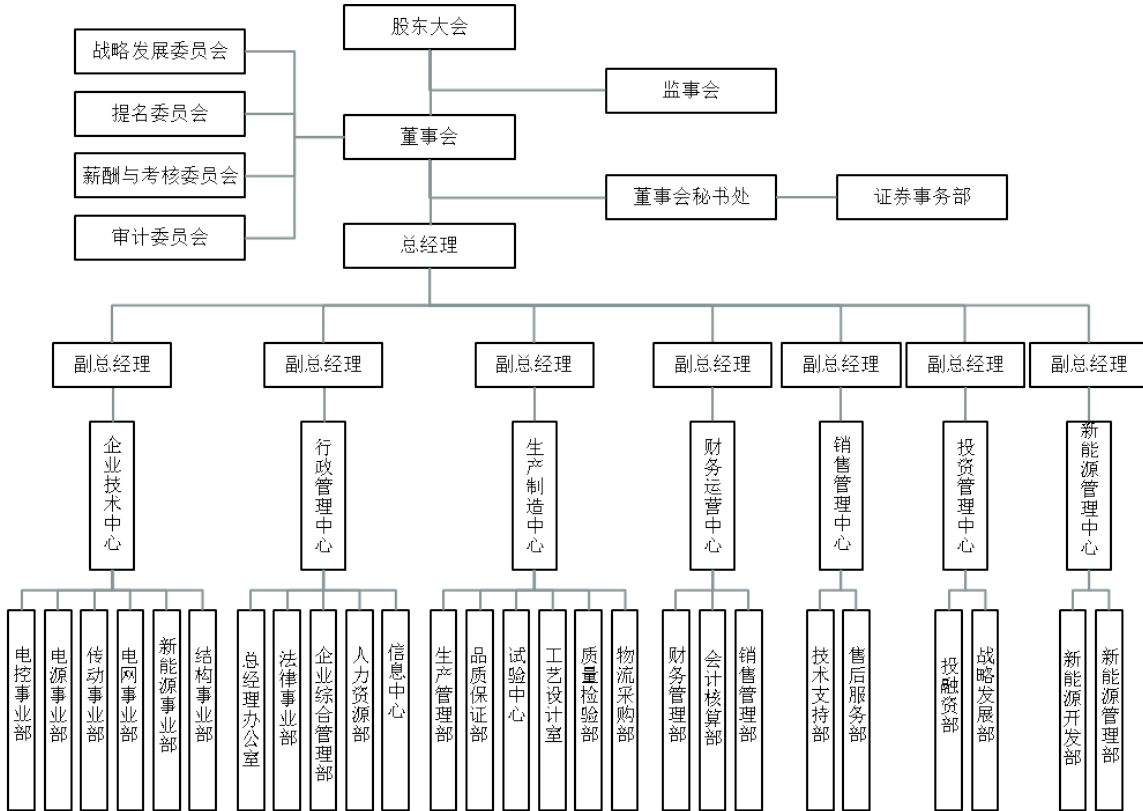 股东大会
战略发展委员会
监事会
提名委员会
董事会
薪酬与考核委员会
董事会秘书处
证券事务部
审计委员会
总经理
副总经理
副总经理
副总经理
副总经理
副总经理
副总经理
副总经理
企业技术中心
行政管理中心
生产制造中心
财务运营中心
销售管理中心
投资管理中心
新能源管理中心
电控事业部
电源事业部
传动事业部
电网事业部
新能源事业部
结构事业部
总经理办公室
法律事业部
企业综合管理部
人力资源部
信息中心
生产管理部
品质保证部
试验中心
工艺设计室
质量检验部
物流采购部
财务管理部
会计核算部
销售管理部
技术支持部
售后服务部
投融资部
战略发展部
新能源开发部
新能源管理部